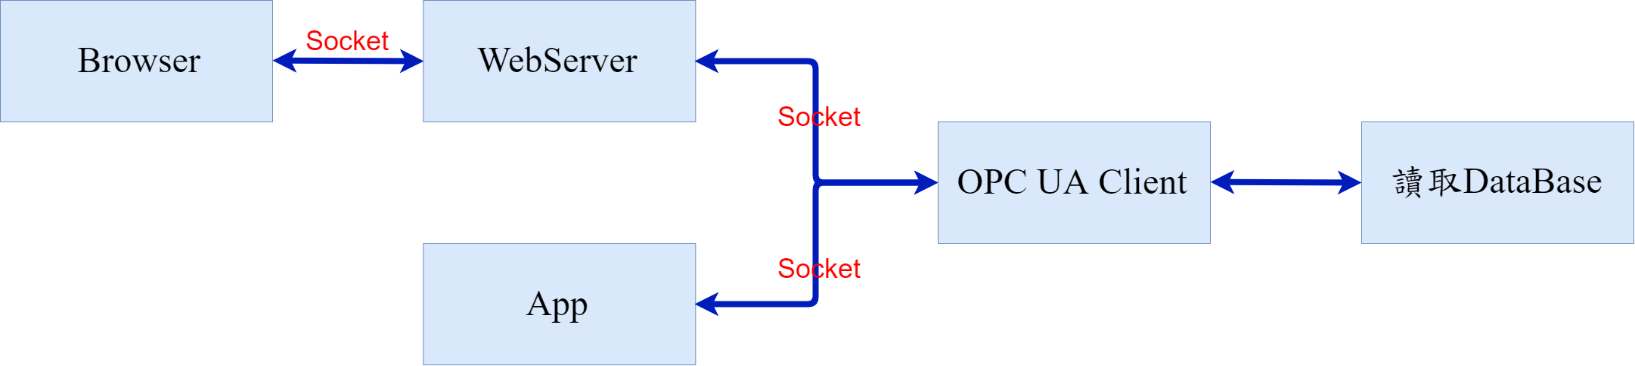 Browser
Socket
WebServer
Socket
OPC UA Client
讀取DataBase
Socket
App